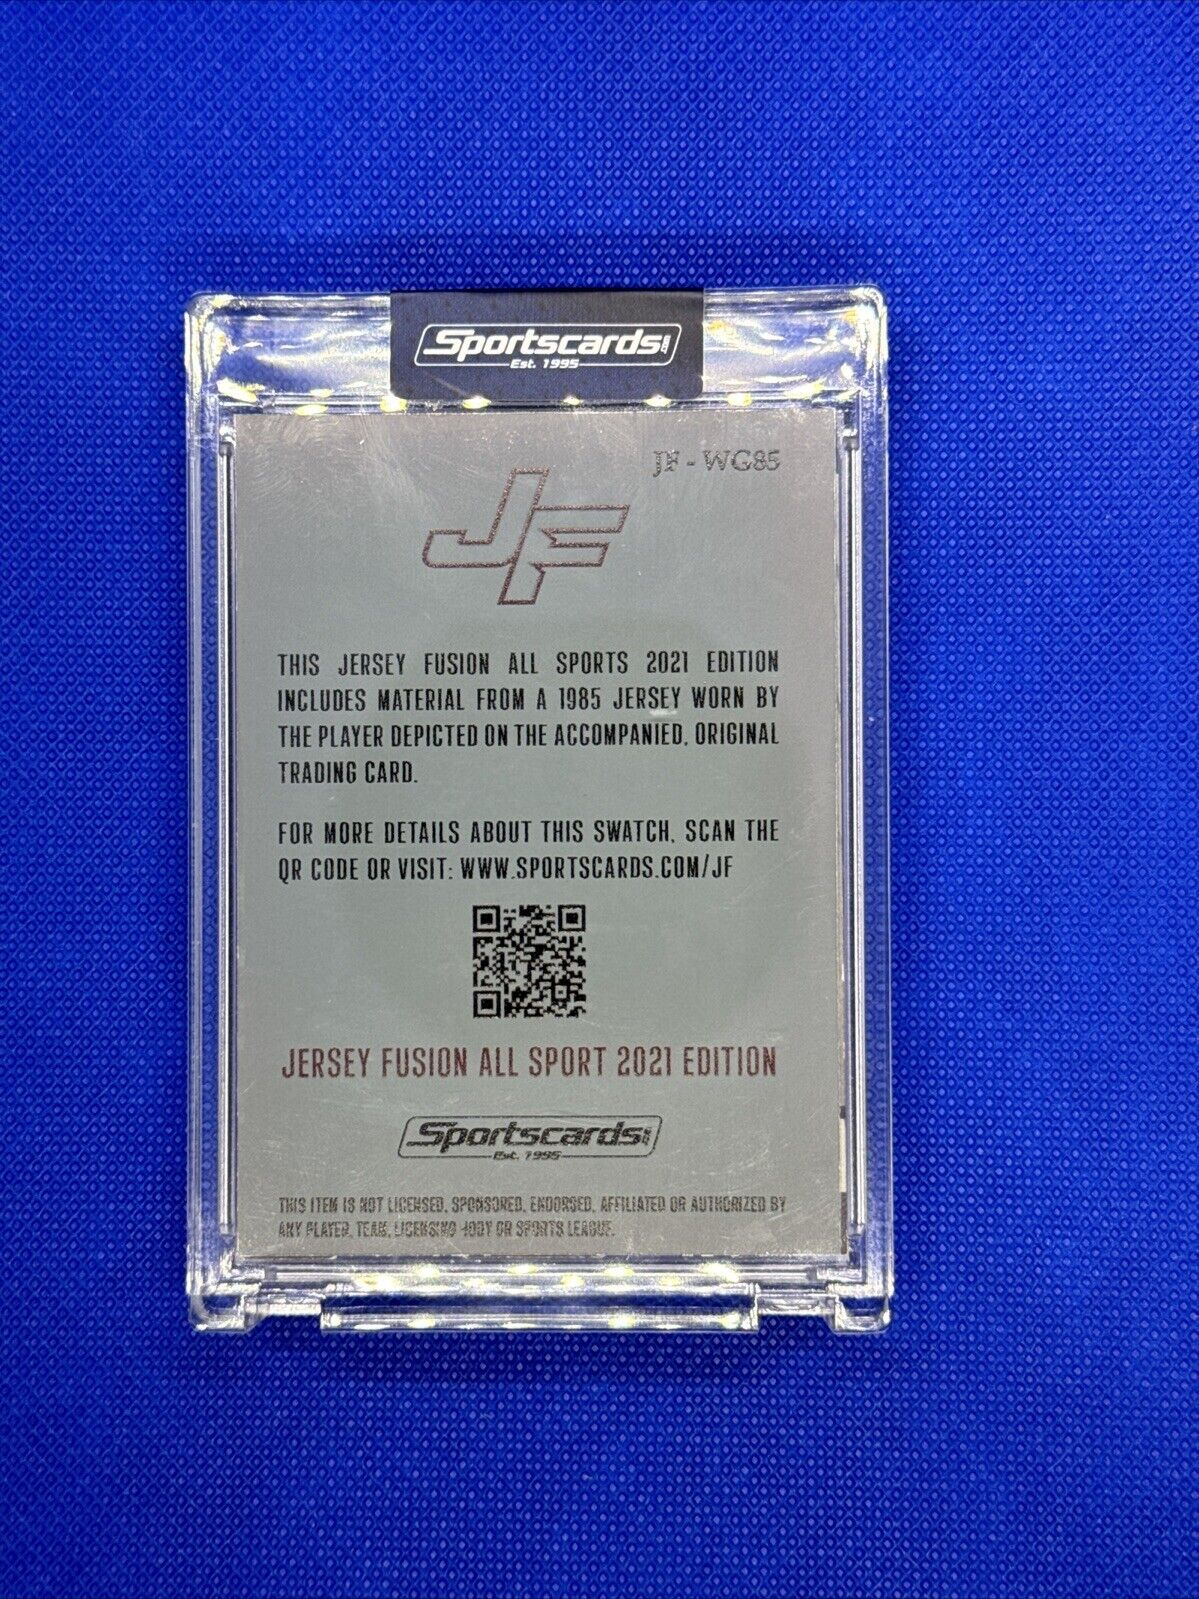 Sportscards.com
Est. 1995
JF - WG85
JF
THIS JERSEY FUSION ALL SPORTS 2021 EDITION
INCLUDES MATERIAL FROM A 1985 JERSEY WORN BY
THE PLAYER DEPICTED ON THE ACCOMPANIED, ORIGINAL
TRADING CARD.
FOR MORE DETAILS ABOUT THIS SWATCH, SCAN THE
QR CODE OR VISIT: WWW.SPORTSCARDS.COM/JF
JERSEY FUSION ALL SPORT 2021 EDITION
Sportscards.com
Est. 1995
THIS ITEM IS NOT LICENSED, SPONSORED, ENDORSED, AFFILIATED OR AUTHORIZED BY
ANY PLAYER, TEAM, LICENSING BODY OR SPORTS LEAGUE.